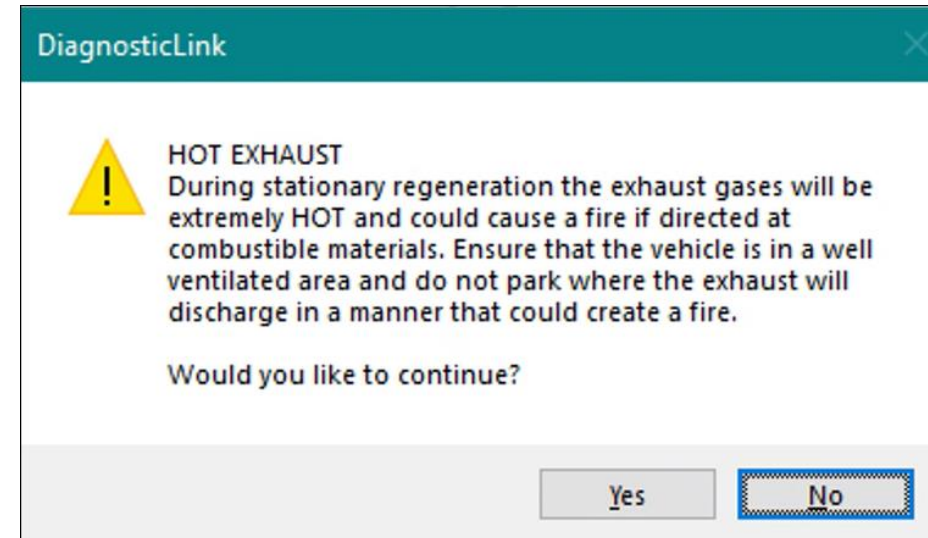 DiagnosticLink
HOT EXHAUST
During stationary regeneration the exhaust gases will be
extremely HOT and could cause a fire if directed at
combustible materials. Ensure that the vehicle is in a well
ventilated area and do not park where the exhaust will
discharge in a manner that could create a fire.
Would you like to continue?
Yes
No